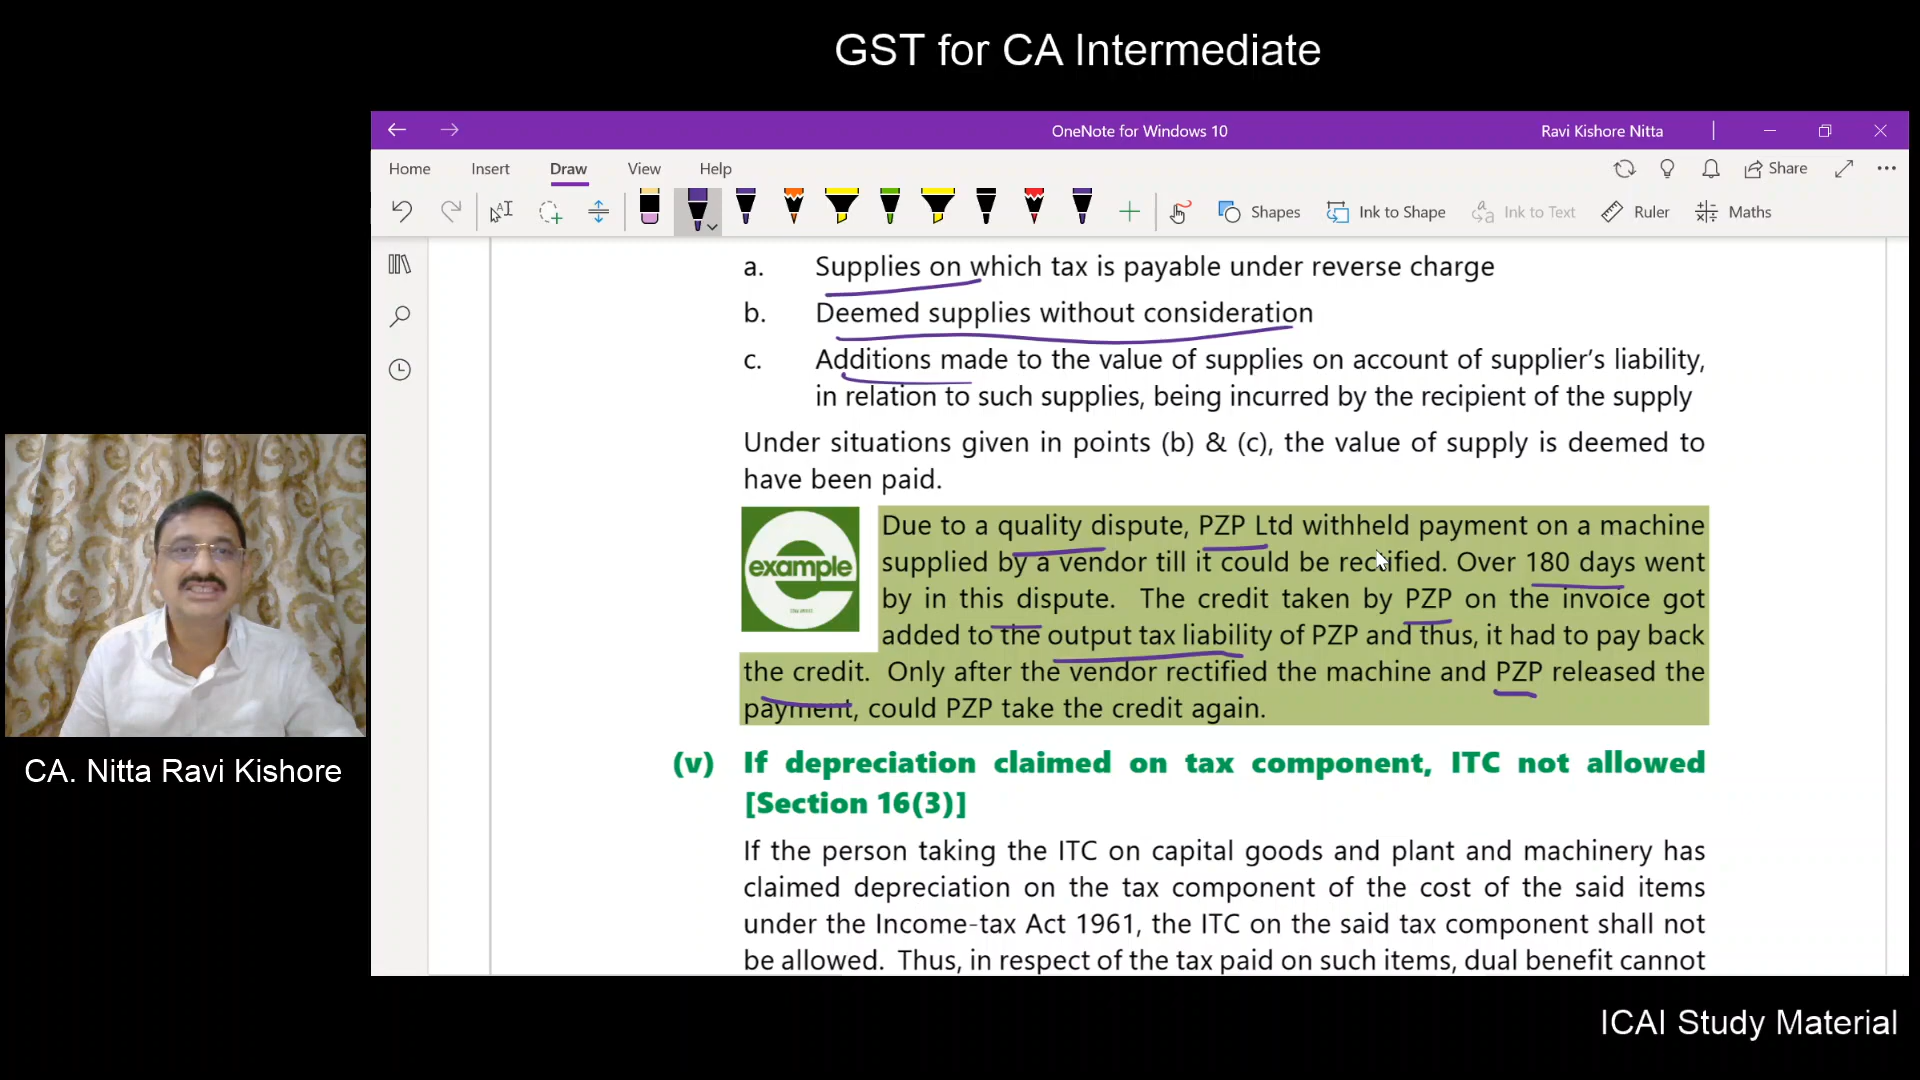 GST for CA Intermediate
OneNote for Windows 10
Ravi Kishore Nitta
Home
Insert
Draw
View
Help
Share
Shapes
Ink to Shape
Ink to Text
Ruler
Maths
a. Supplies on which tax is payable under reverse charge
b. Deemed supplies without consideration
c. Additions made to the value of supplies on account of supplier’s liability,
in relation to such supplies, being incurred by the recipient of the supply
Under situations given in points (b) & (c), the value of supply is deemed to
have been paid.
example
Due to a quality dispute, PZP Ltd withheld payment on a machine
supplied by a vendor till it could be rectified. Over 180 days went
by in this dispute. The credit taken by PZP on the invoice got
added to the output tax liability of PZP and thus, it had to pay back
the credit. Only after the vendor rectified the machine and PZP released the
payment, could PZP take the credit again.
(v) If depreciation claimed on tax component, ITC not allowed
[Section 16(3)]
If the person taking the ITC on capital goods and plant and machinery has
claimed depreciation on the tax component of the cost of the said items
under the Income-tax Act 1961, the ITC on the said tax component shall not
be allowed. Thus, in respect of the tax paid on such items, dual benefit cannot
CA. Nitta Ravi Kishore
ICAI Study Material